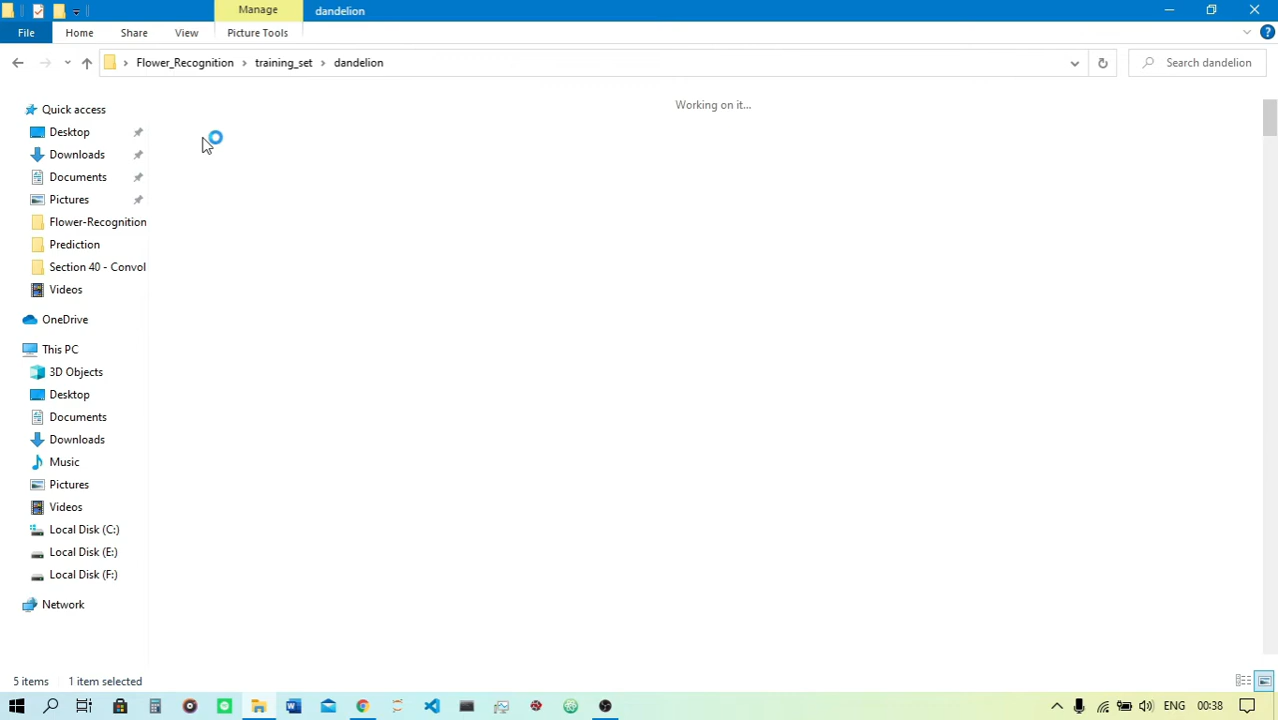 Manage
dandelion
File
Home
Share
View
Picture Tools
Flower_Recognition
training_set
dandelion
Search dandelion
Quick access
Working on it...
Desktop
Downloads
Documents
Pictures
Flower-Recognition
Prediction
Section 40 - Convol
Videos
OneDrive
This PC
3D Objects
Desktop
Documents
Downloads
Music
Pictures
Videos
Local Disk (C:)
Local Disk (E:)
Local Disk (F:)
Network
5 items
1 item selected
ENG
00:38